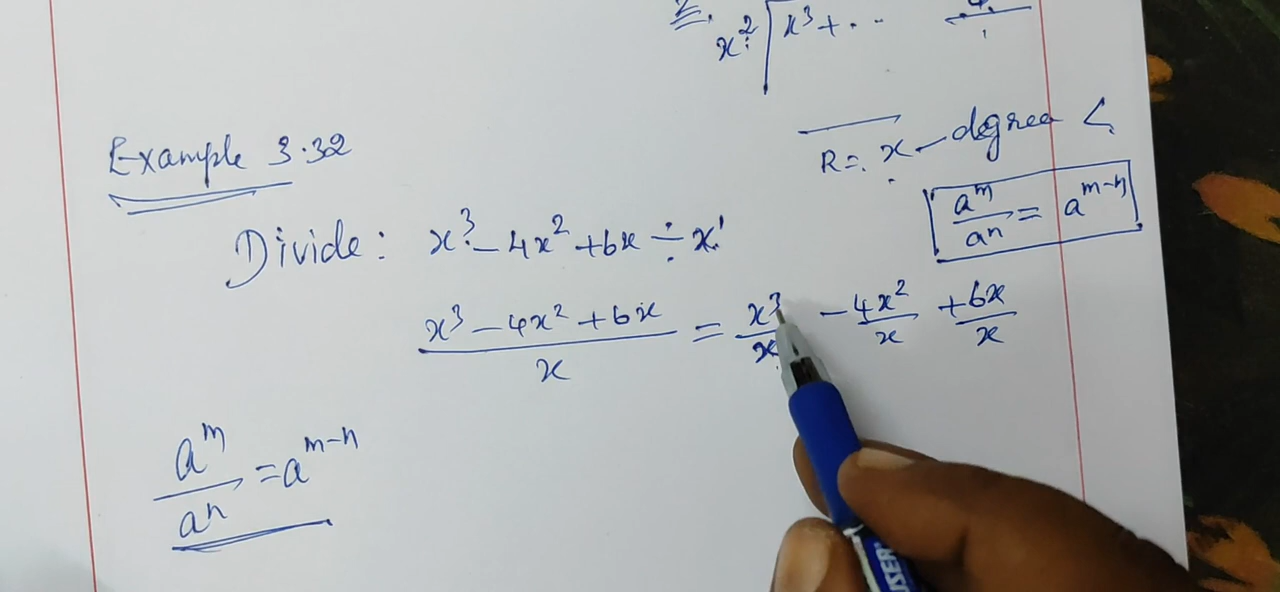 2.
x² x³ + ..
R = x degree <
Example 3.32
aᵐ/aⁿ = aᵐ⁻ⁿ
Divide: x³ - 4x² + 6x ÷ x¹
x³ - 4x² + 6x / x = x³/x - 4x²/x + 6x/x
aᵐ/aⁿ = aᵐ⁻ⁿ